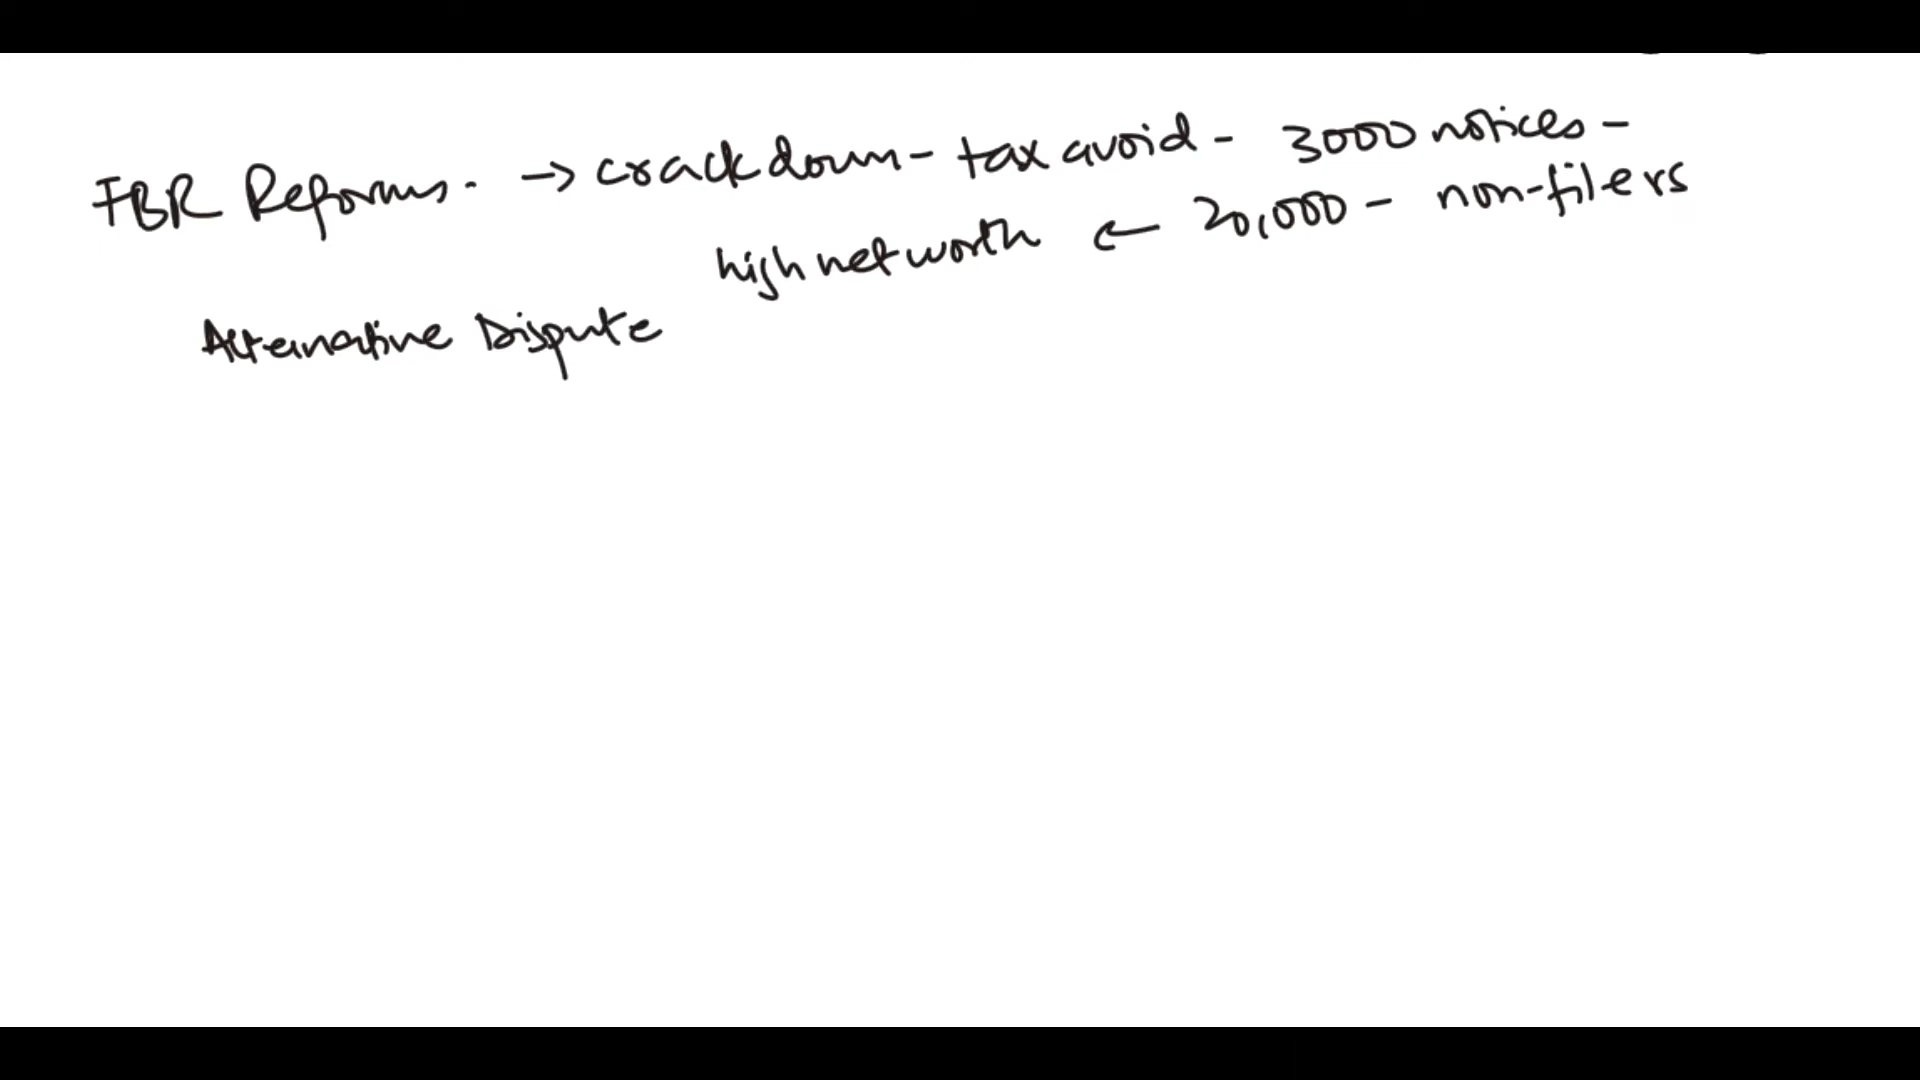 FBR Reforms. → crackdown - tax avoid - 3000 notices -
high net worth ← 20,000 - non-filers
Alternative Dispute